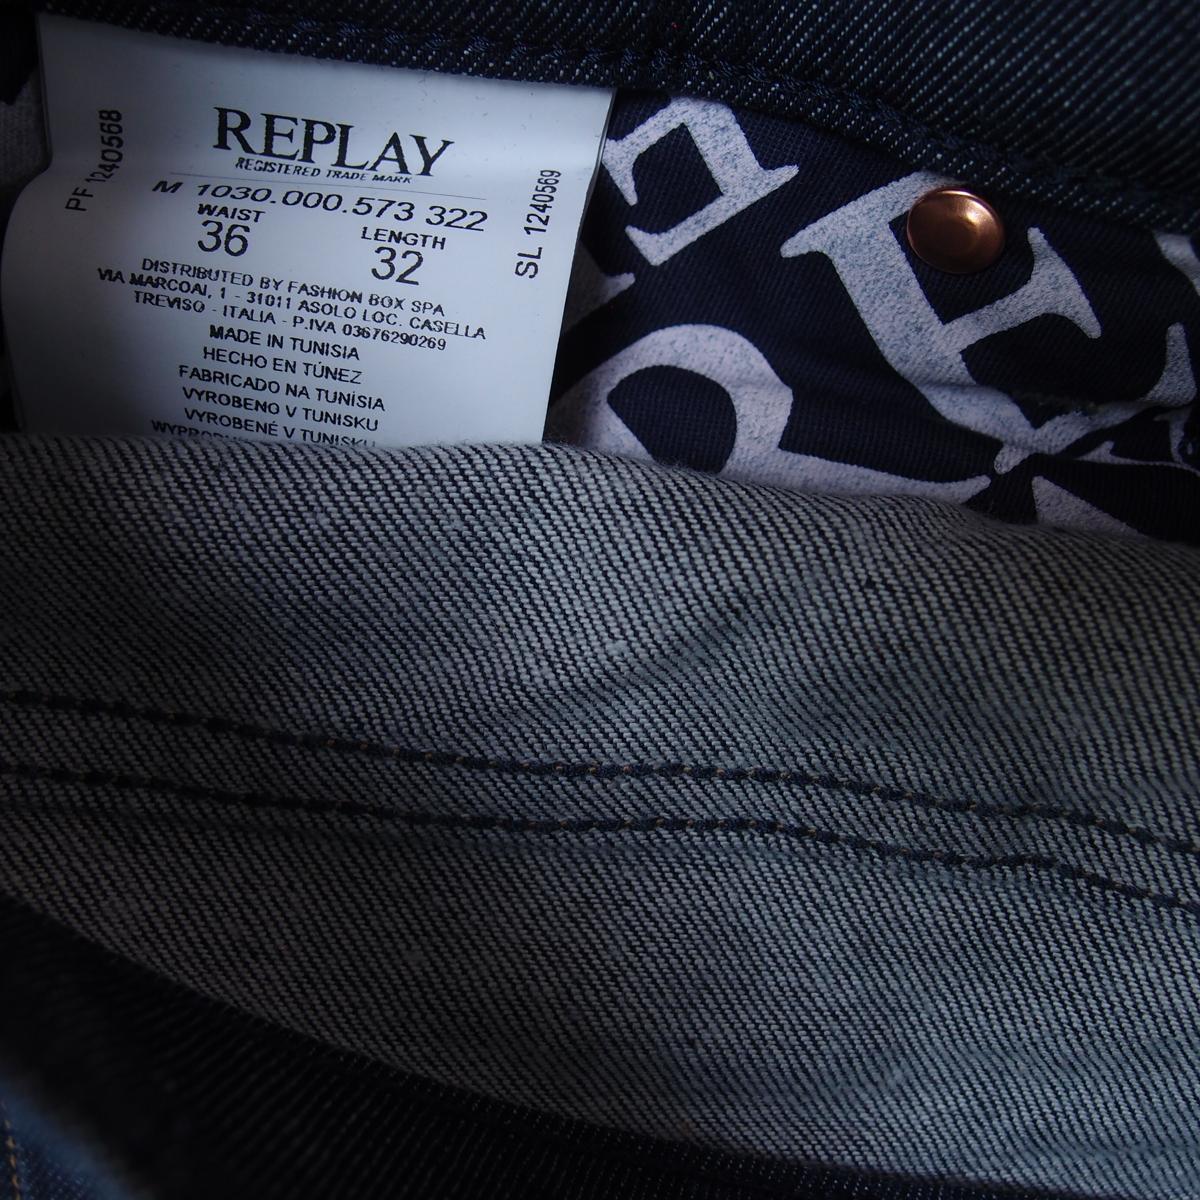 REPLAY
REGISTERED TRADE MARK
M 1030.000.573 322
WAIST
36
LENGTH
32
PF 1240568
SL 1240569
DISTRIBUTED BY FASHION BOX SPA
VIA MARCOAI, 1 - 31011 ASOLO LOC. CASELLA
TREVISO - ITALIA - P.IVA 03676290269
MADE IN TUNISIA
HECHO EN TÚNEZ
FABRICADO NA TUNÍSIA
VYROBENO V TUNISKU
VYROBENÉ V TUNISKU